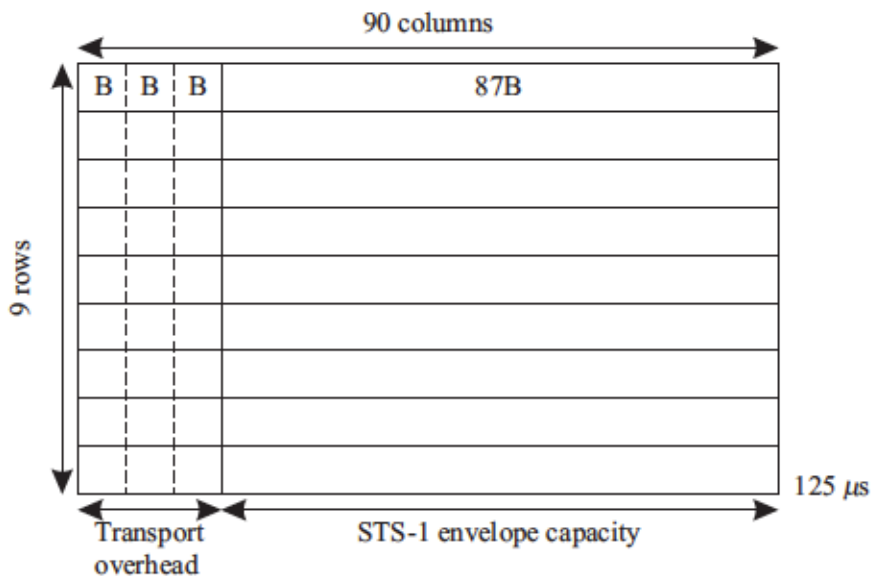 90 columns
B B B 87B
9 rows
125 μs
Transport
overhead
STS-1 envelope capacity